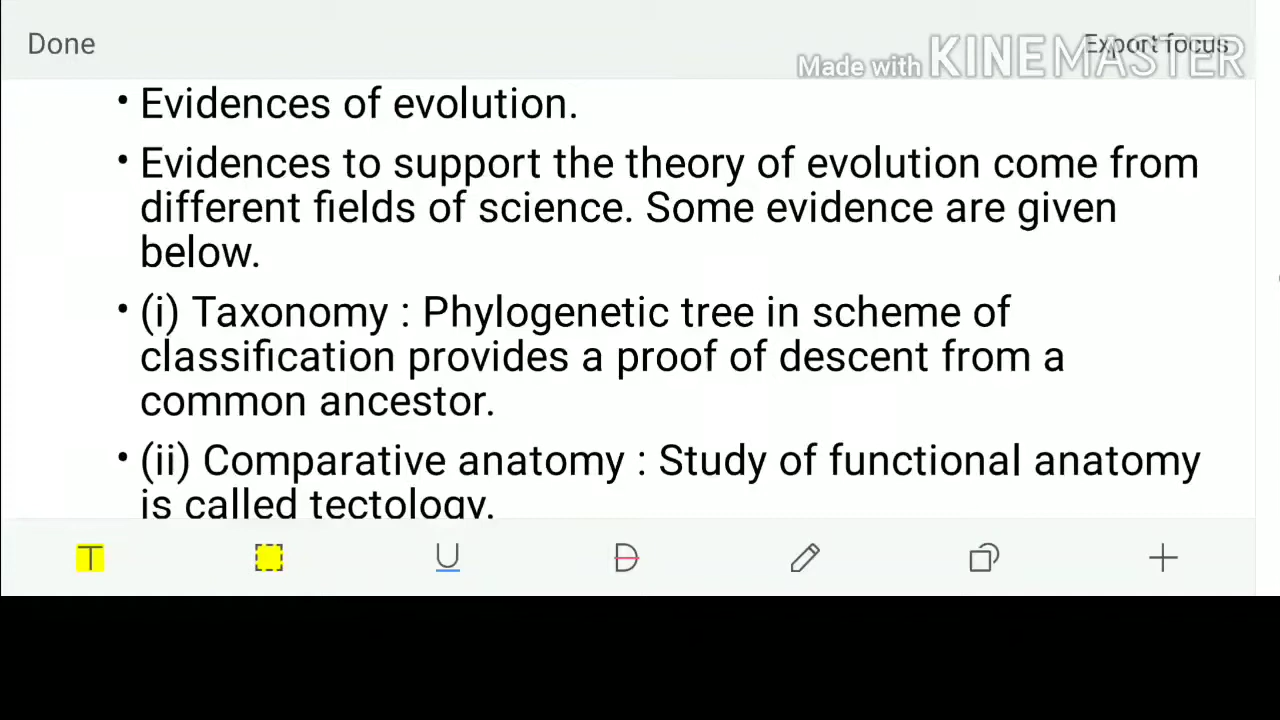 Done
Export focus
Made with KINEMASTER
• Evidences of evolution.
• Evidences to support the theory of evolution come from
different fields of science. Some evidence are given
below.
• (i) Taxonomy : Phylogenetic tree in scheme of
classification provides a proof of descent from a
common ancestor.
• (ii) Comparative anatomy : Study of functional anatomy
is called tectology.
T
U
D